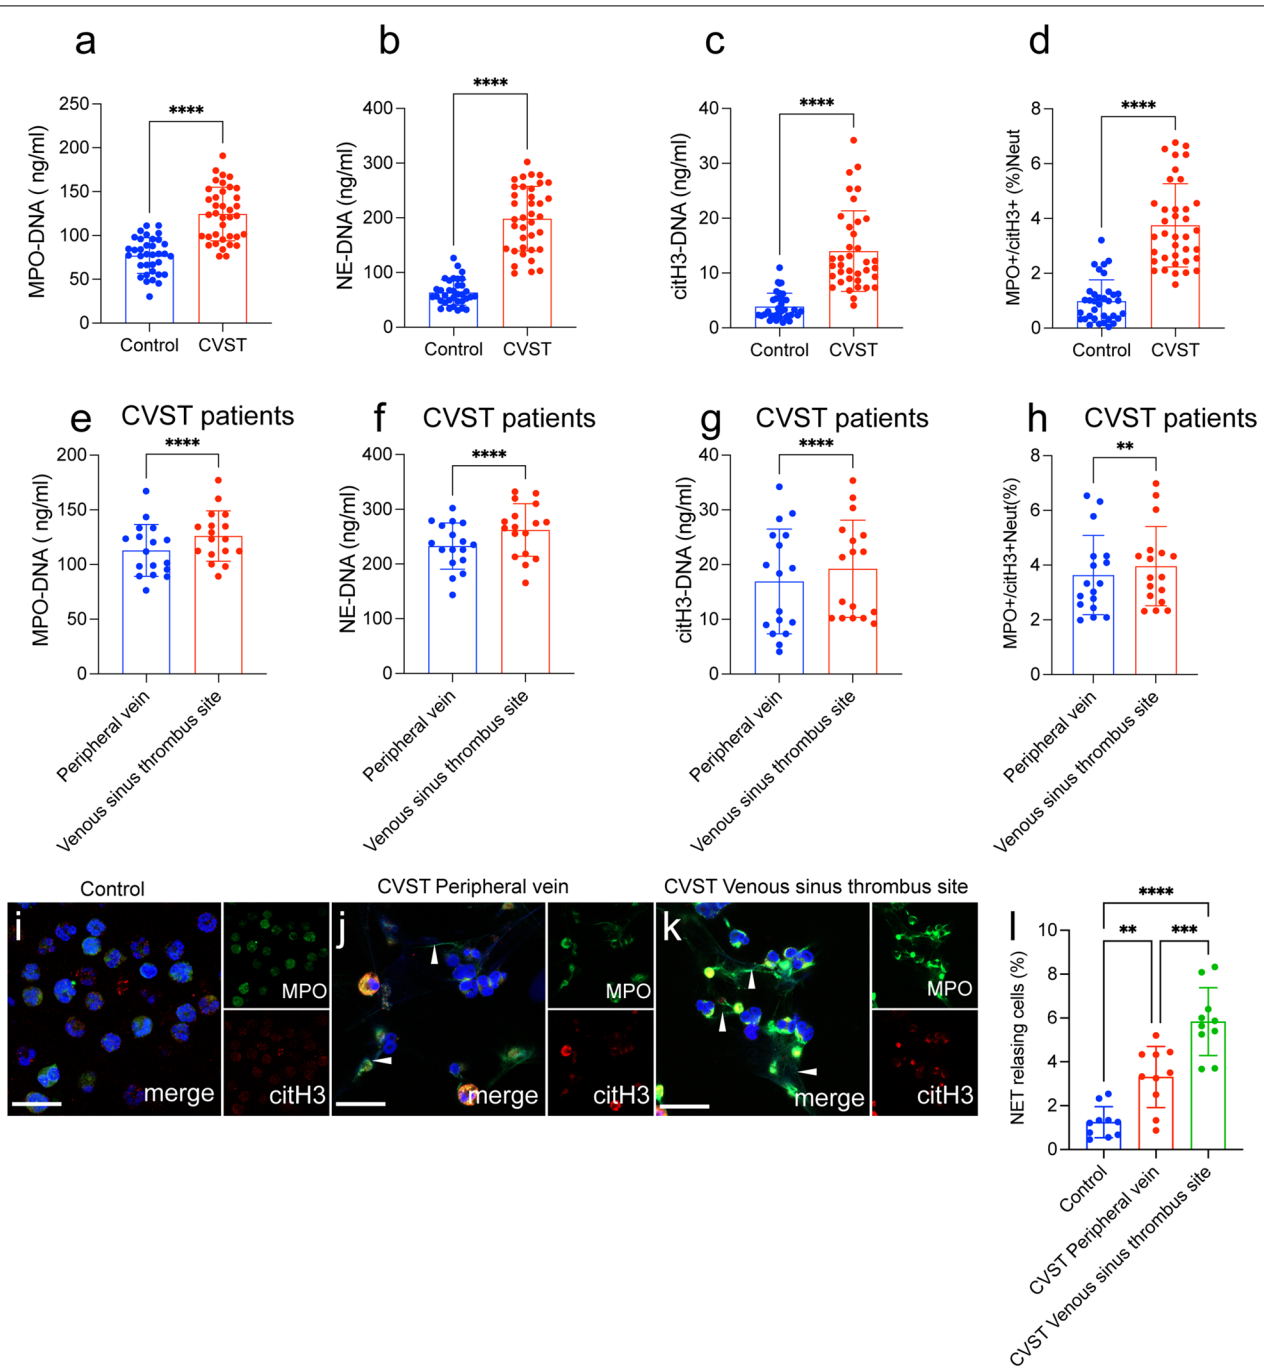 a
b
c
d
MPO-DNA ( ng/ml)
250
200
150
100
50
0
****
Control
CVST
NE-DNA (ng/ml)
400
300
200
100
0
****
Control
CVST
citH3-DNA (ng/ml)
40
30
20
10
0
****
Control
CVST
MPO+/citH3+ (%)Neut
8
6
4
2
0
****
Control
CVST
e
CVST patients
MPO-DNA ( ng/ml)
200
150
100
50
0
****
Peripheral vein
Venous sinus thrombus site
f
CVST patients
NE-DNA (ng/ml)
400
300
200
100
0
****
Peripheral vein
Venous sinus thrombus site
g
CVST patients
citH3-DNA (ng/ml)
40
30
20
10
0
****
Peripheral vein
Venous sinus thrombus site
h
CVST patients
MPO+/citH3+Neut(%)
8
6
4
2
0
**
Peripheral vein
Venous sinus thrombus site
Control
i
merge
MPO
citH3
CVST Peripheral vein
j
merge
MPO
citH3
CVST Venous sinus thrombus site
k
merge
MPO
citH3
l
NET relasing cells (%)
10
8
6
4
2
0
****
**
***
Control
CVST Peripheral vein
CVST Venous sinus thrombus site